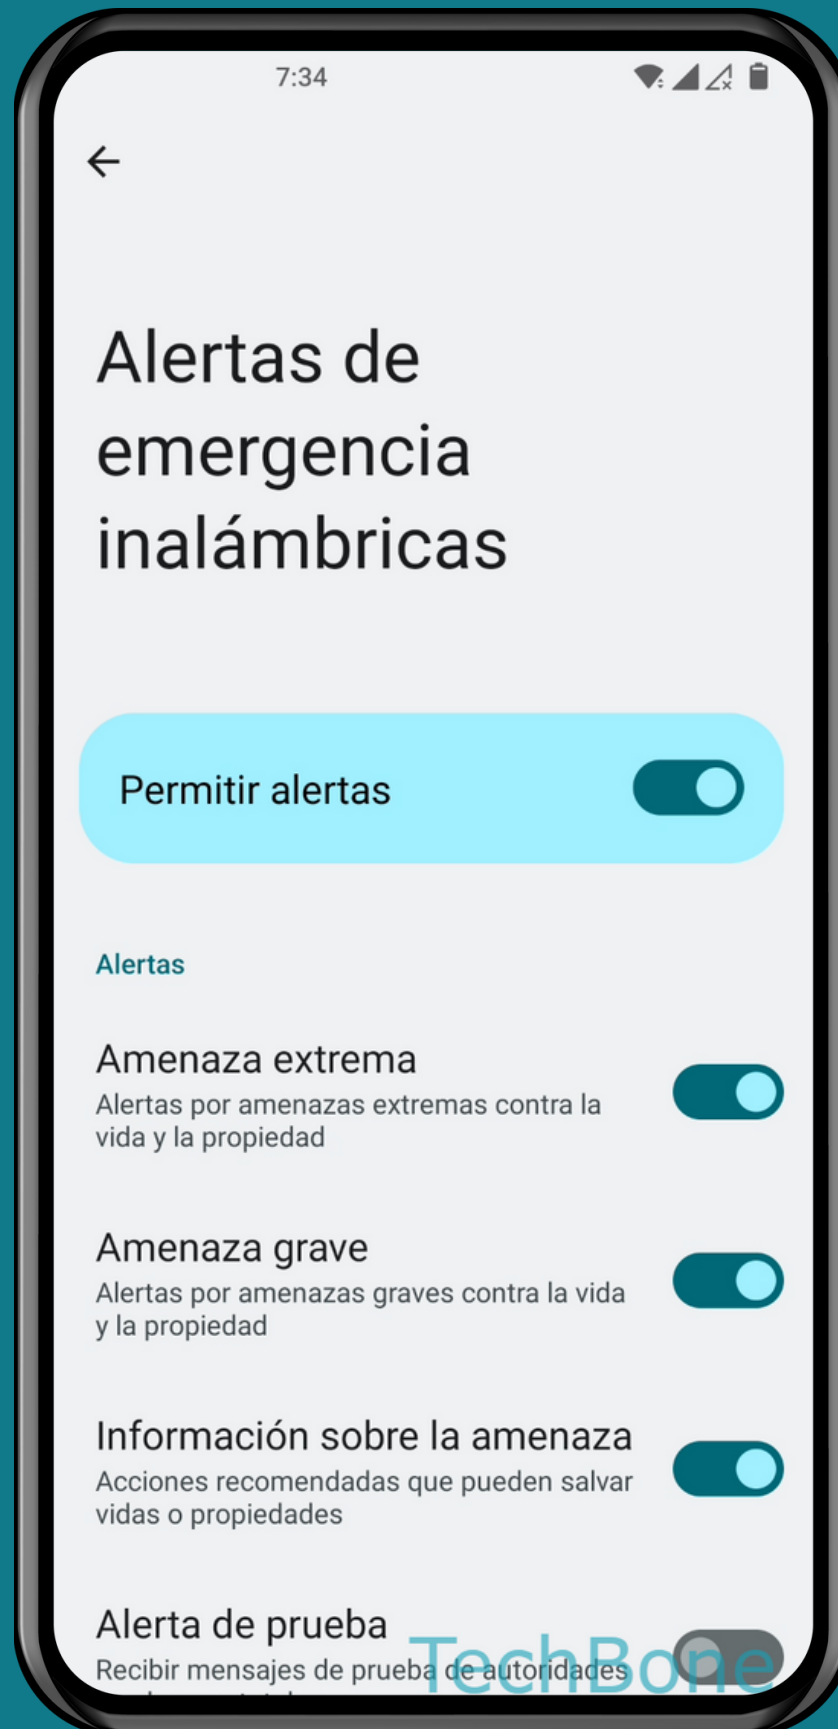 7:34
Alertas de
emergencia
inalámbricas
Permitir alertas
Alertas
Amenaza extrema
Alertas por amenazas extremas contra la
vida y la propiedad
Amenaza grave
Alertas por amenazas graves contra la vida
y la propiedad
Información sobre la amenaza
Acciones recomendadas que pueden salvar
vidas o propiedades
Alerta de prueba
Recibir mensajes de prueba de autoridades
TechBone